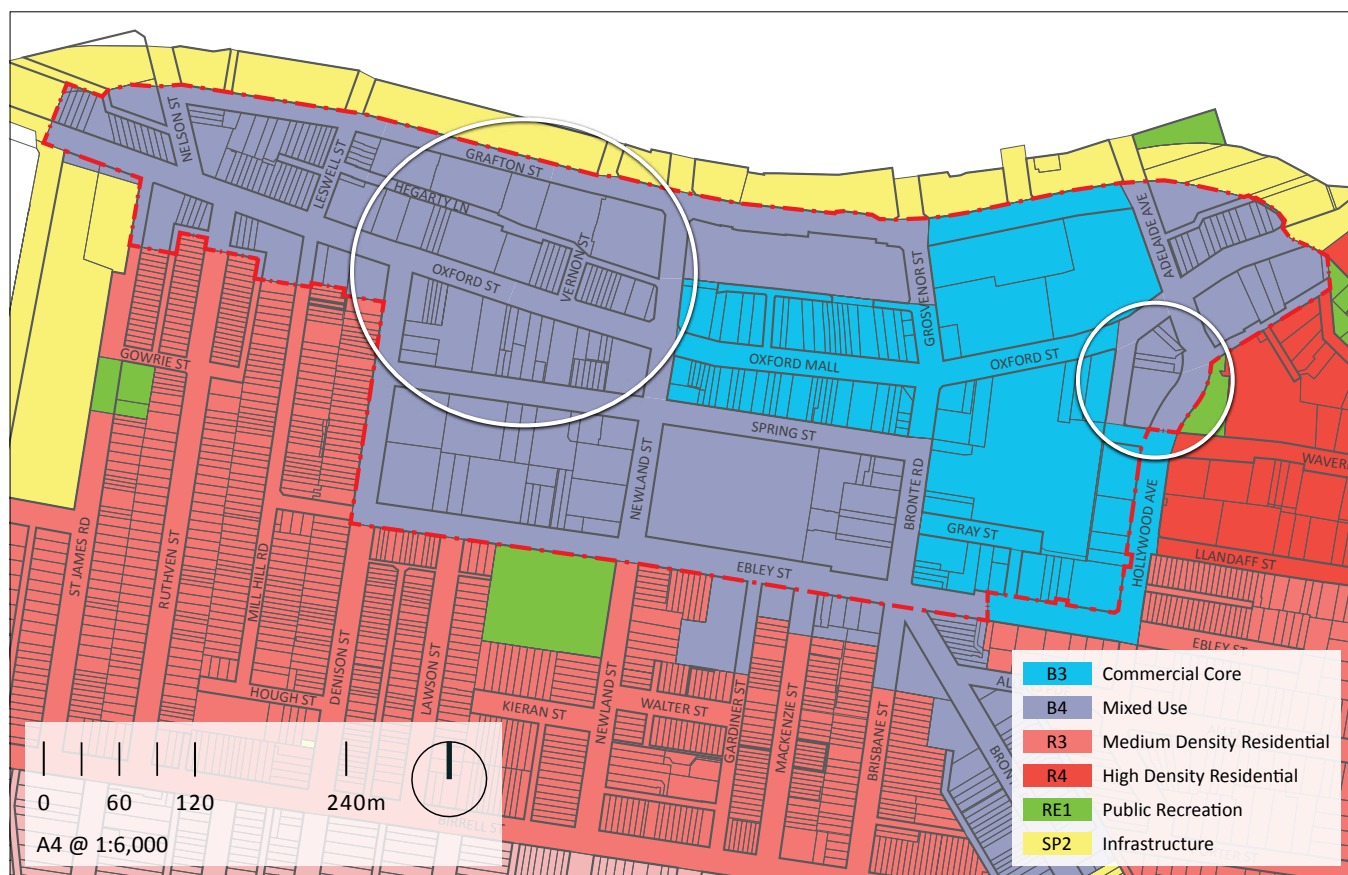 NELSON ST
LESWELL ST
GRAFTON ST
HEGARTY LN
VERNON ST
OXFORD ST
ADELAIDE AVE
GROSVENOR ST
OXFORD MALL
OXFORD ST
GOWRIE ST
SPRING ST
NEWLAND ST
BRONTE RD
GRAY ST
HOLLYWOOD AVE
LLANDAFF ST
EBLEY ST
EBLEY ST
ST JAMES RD
RUTHVEN ST
MILL HILL RD
DENISON ST
LAWSON ST
HOUGH ST
KIERAN ST
NEWLAND ST
WALTER ST
GARDINER ST
MACKENZIE ST
BRISBANE ST
BIRRELL ST
B3 Commercial Core
B4 Mixed Use
R3 Medium Density Residential
R4 High Density Residential
RE1 Public Recreation
SP2 Infrastructure
0 60 120 240m
A4 @ 1:6,000